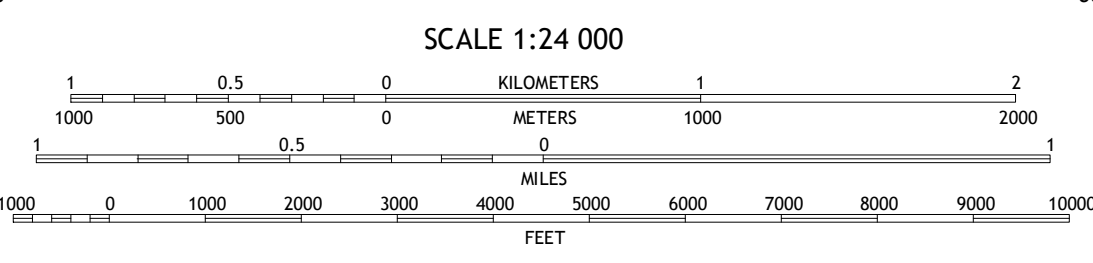 SCALE 1:24 000
1 0.5 0 KILOMETERS 1 2
1000 500 0 METERS 1000 2000
1 0.5 0 1
MILES
1000 0 1000 2000 3000 4000 5000 6000 7000 8000 9000 10000
FEET